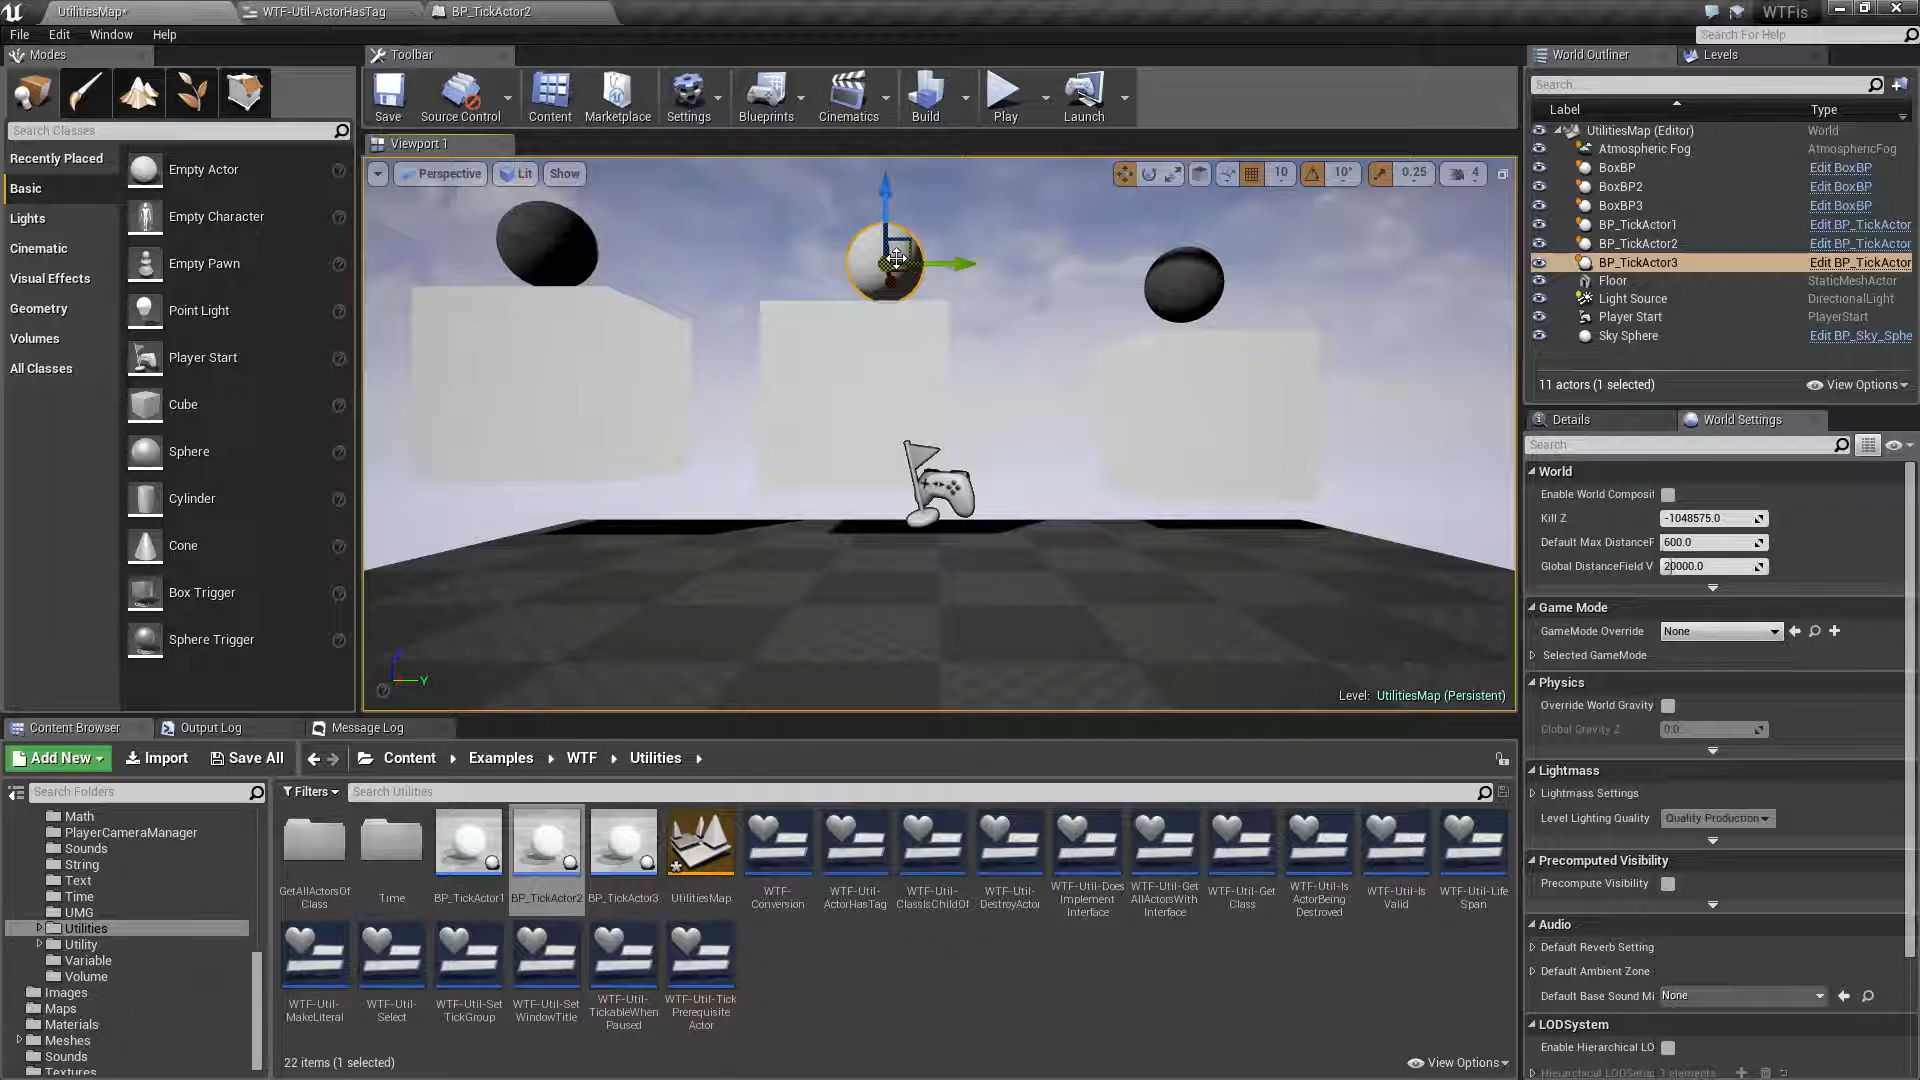 UtilitiesMap*
WTF-Util-ActorHasTag
BP_TickActor2
WTFis
File
Edit
Window
Help
Search For Help
Modes
Toolbar
World Outliner
Levels
Save
Source Control
Content
Marketplace
Settings
Blueprints
Cinematics
Build
Play
Launch
Search...
Label
Type
Search Classes
Recently Placed
Basic
Lights
Cinematic
Visual Effects
Geometry
Volumes
All Classes
Empty Actor
Empty Character
Empty Pawn
Point Light
Player Start
Cube
Sphere
Cylinder
Cone
Box Trigger
Sphere Trigger
Viewport 1
Perspective
Lit
Show
10
10°
0.25
4
Level: UtilitiesMap (Persistent)
Y
UtilitiesMap (Editor) World
Atmospheric Fog AtmosphericFog
BoxBP Edit BoxBP
BoxBP2 Edit BoxBP
BoxBP3 Edit BoxBP
BP_TickActor1 Edit BP_TickActor
BP_TickActor2 Edit BP_TickActor
BP_TickActor3 Edit BP_TickActor
Floor StaticMeshActor
Light Source DirectionalLight
Player Start PlayerStart
Sky Sphere Edit BP_Sky_Sphe
11 actors (1 selected)
View Options
Details
World Settings
Search
World
Enable World Composit
Kill Z -1048575.0
Default Max DistanceF 600.0
Global DistanceField V 20000.0
Game Mode
GameMode Override None
Selected GameMode
Physics
Override World Gravity
Global Gravity Z 0.0
Lightmass
Lightmass Settings
Level Lighting Quality Quality Production
Precomputed Visibility
Precompute Visibility
Audio
Default Reverb Setting
Default Ambient Zone
Default Base Sound Mi None
LODSystem
Enable Hierarchical LO
Hierarchical LODSetup 3 elements
Content Browser
Output Log
Message Log
Add New
Import
Save All
Content
Examples
WTF
Utilities
Search Folders
Filters
Search Utilities
Math
PlayerCameraManager
Sounds
String
Text
Time
UMG
Utilities
Utility
Variable
Volume
Images
Maps
Materials
Meshes
Sounds
Textures
GetAllActorsOf
Class
Time
BP_TickActor1
BP_TickActor2
BP_TickActor3
UtilitiesMap
WTF-
Conversion
WTF-Util-
ActorHasTag
WTF-Util-
ClassIsChildOf
WTF-Util-
DestroyActor
WTF-Util-Does
Implement
Interface
WTF-Util-Get
AllActorsWith
Interface
WTF-Util-Get
Class
WTF-Util-Is
ActorBeing
Destroyed
WTF-Util-Is
Valid
WTF-Util-Life
Span
WTF-Util-
MakeLiteral
WTF-Util-
Select
WTF-Util-Set
TickGroup
WTF-Util-Set
WindowTitle
WTF-Util-
TickableWhen
Paused
WTF-Util-Tick
Prerequisite
Actor
22 items (1 selected)
View Options